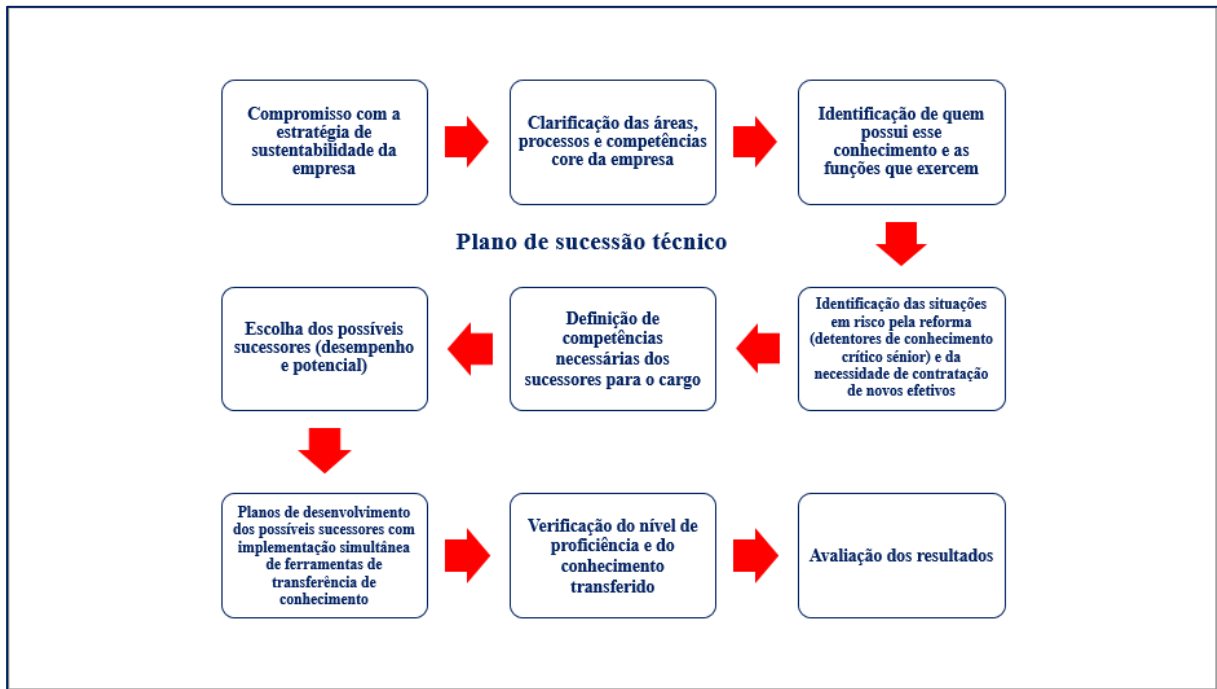 Compromisso com a
estratégia de
sustentabilidade da
empresa
Clarificação das áreas,
processos e competências
core da empresa
Identificação de quem
possui esse
conhecimento e as
funções que exercem
Plano de sucessão técnico
Identificação das situações
em risco pela reforma
(detentores de conhecimento
crítico sénior) e da
necessidade de contratação
de novos efetivos
Definição de
competências
necessárias dos
sucessores para o cargo
Escolha dos possíveis
sucessores (desempenho
e potencial)
Planos de desenvolvimento
dos possíveis sucessores com
implementação simultânea
de ferramentas de
transferência de
conhecimento
Verificação do nível de
proficiência e do
conhecimento
transferido
Avaliação dos resultados